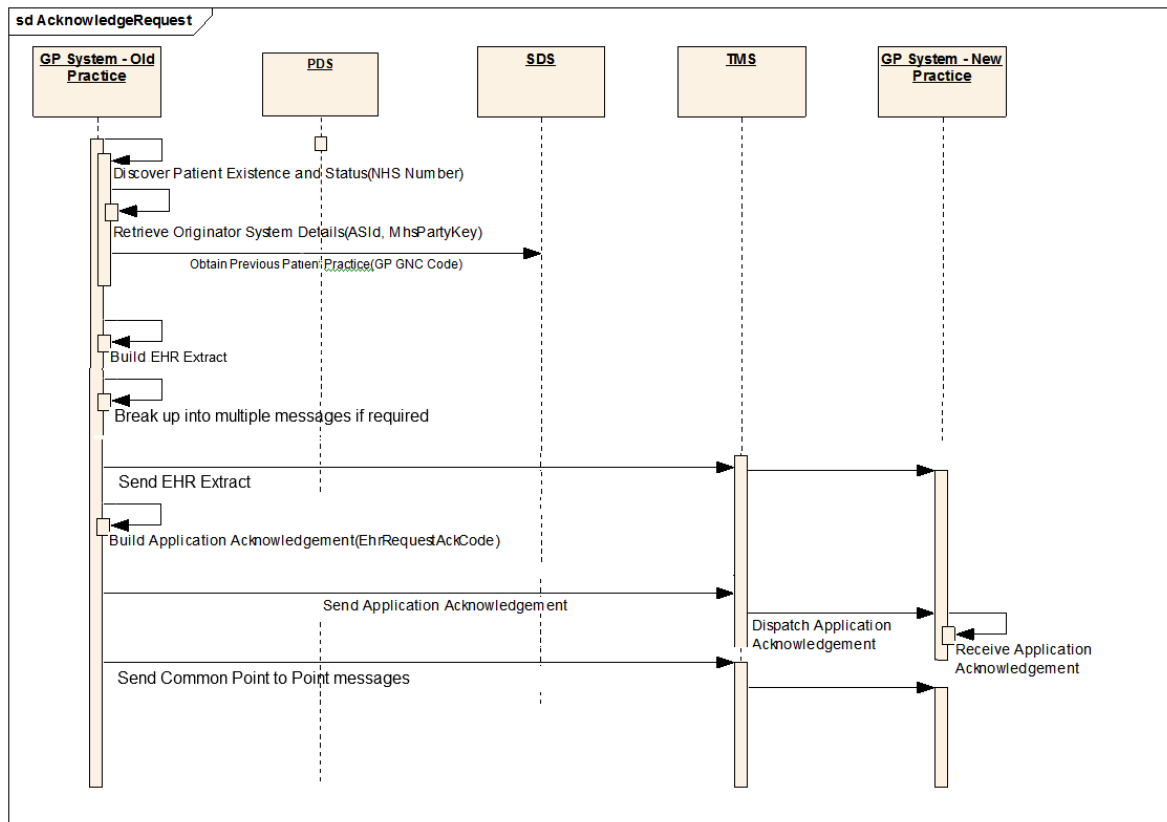 sd AcknowledgeRequest
GP System - Old
Practice
PDS
SDS
TMS
GP System - New
Practice
Discover Patient Existence and Status(NHS Number)
Retrieve Originator System Details(ASId, MhsPartyKey)
Obtain Previous Patient Practice(GP GNC Code)
Build EHR Extract
Break up into multiple messages if required
Send EHR Extract
Build Application Acknowledgement(EhrRequestAckCode)
Send Application Acknowledgement
Dispatch Application
Acknowledgement
Receive Application
Acknowledgement
Send Common Point to Point messages